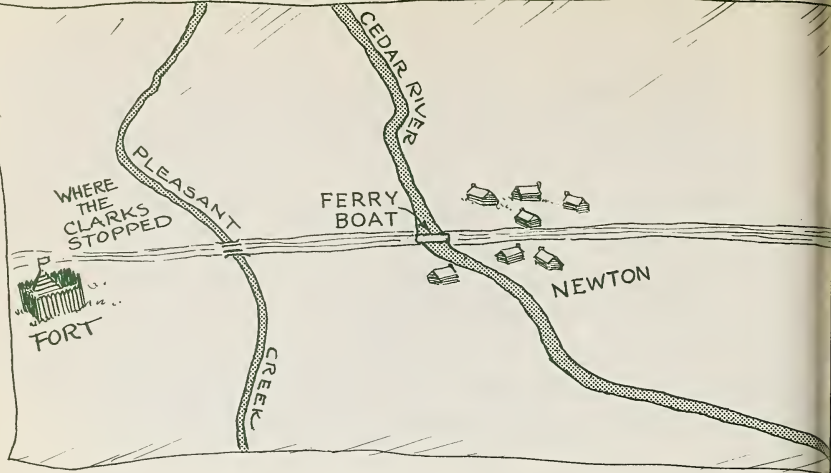 CEDAR RIVER
PLEASANT
CREEK
WHERE
THE
CLARKS
STOPPED
FERRY
BOAT
NEWTON
FORT